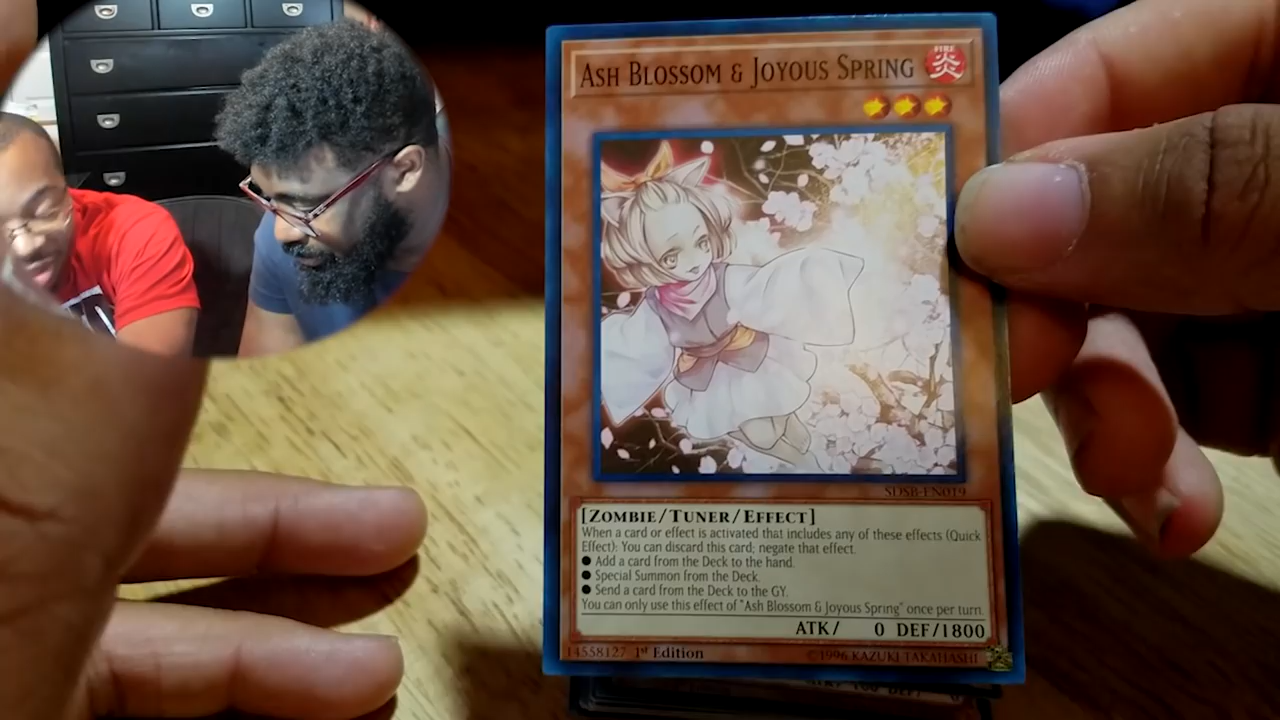 Ash Blossom & Joyous Spring
FIRE
炎
SDSB-EN019
[Zombie/Tuner/Effect]
When a card or effect is activated that includes any of these effects (Quick
Effect): You can discard this card; negate that effect.
● Add a card from the Deck to the hand.
● Special Summon from the Deck.
● Send a card from the Deck to the GY.
You can only use this effect of "Ash Blossom & Joyous Spring" once per turn.
ATK/ 0 DEF/1800
14558127 1st Edition ©1996 KAZUKI TAKAHASHI